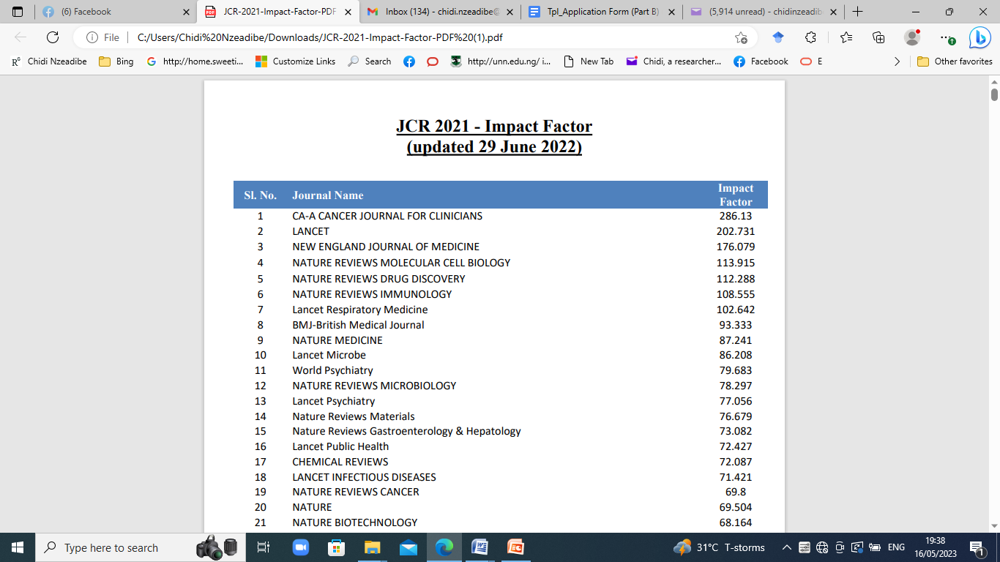 (6) Facebook
JCR-2021-Impact-Factor-PDF
Inbox (134) - chidi.nzeadibe@
Tpl_Application Form (Part B)
(5,914 unread) - chidinzeadib
File
C:/Users/Chidi%20Nzeadibe/Downloads/JCR-2021-Impact-Factor-PDF%20(1).pdf
Chidi Nzeadibe
Bing
http://home.sweeti...
Customize Links
Search
http://unn.edu.ng/ i...
New Tab
Chidi, a researcher...
Facebook
E
Other favorites
JCR 2021 - Impact Factor
(updated 29 June 2022)
Sl. No. Journal Name Impact Factor
1 CA-A CANCER JOURNAL FOR CLINICIANS 286.13
2 LANCET 202.731
3 NEW ENGLAND JOURNAL OF MEDICINE 176.079
4 NATURE REVIEWS MOLECULAR CELL BIOLOGY 113.915
5 NATURE REVIEWS DRUG DISCOVERY 112.288
6 NATURE REVIEWS IMMUNOLOGY 108.555
7 Lancet Respiratory Medicine 102.642
8 BMJ-British Medical Journal 93.333
9 NATURE MEDICINE 87.241
10 Lancet Microbe 86.208
11 World Psychiatry 79.683
12 NATURE REVIEWS MICROBIOLOGY 78.297
13 Lancet Psychiatry 77.056
14 Nature Reviews Materials 76.679
15 Nature Reviews Gastroenterology & Hepatology 73.082
16 Lancet Public Health 72.427
17 CHEMICAL REVIEWS 72.087
18 LANCET INFECTIOUS DISEASES 71.421
19 NATURE REVIEWS CANCER 69.8
20 NATURE 69.504
21 NATURE BIOTECHNOLOGY 68.164
Type here to search
31°C T-storms
ENG
19:38
16/05/2023
1